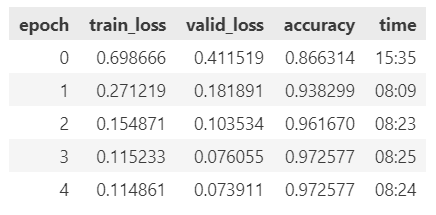 epoch train_loss valid_loss accuracy time
0 0.698666 0.411519 0.866314 15:35
1 0.271219 0.181891 0.938299 08:09
2 0.154871 0.103534 0.961670 08:23
3 0.115233 0.076055 0.972577 08:25
4 0.114861 0.073911 0.972577 08:24